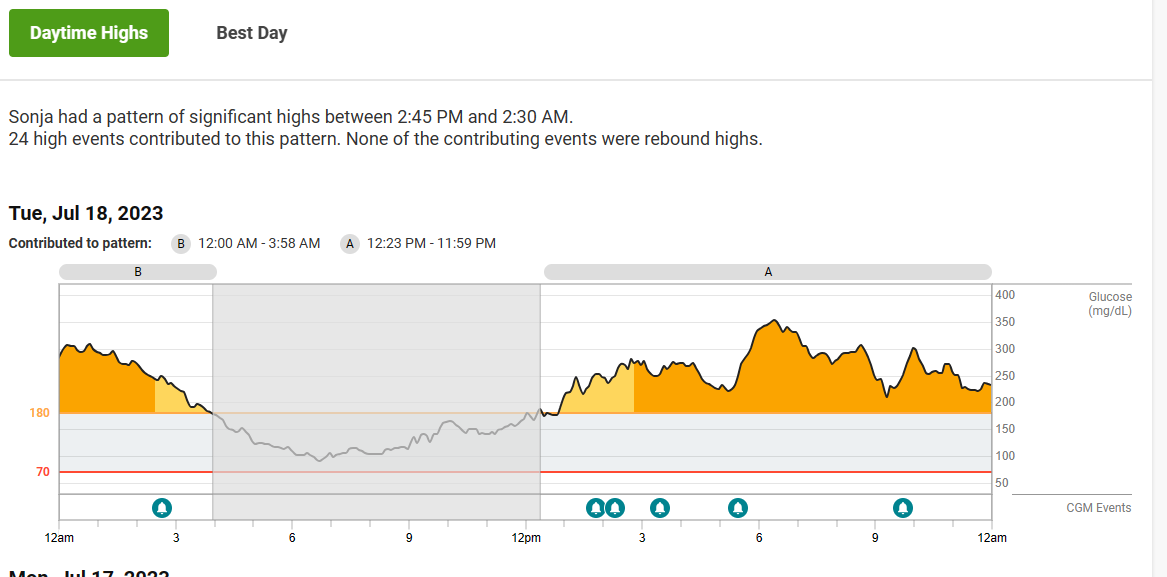 Daytime Highs Best Day
Sonja had a pattern of significant highs between 2:45 PM and 2:30 AM.
24 high events contributed to this pattern. None of the contributing events were rebound highs.
Tue, Jul 18, 2023
Contributed to pattern: B 12:00 AM - 3:58 AM A 12:23 PM - 11:59 PM
B A
400 Glucose
(mg/dL)
350
300
250
200
180
150
100
70
50
CGM Events
12am 3 6 9 12pm 3 6 9 12am
Mon, Jul 17, 2023